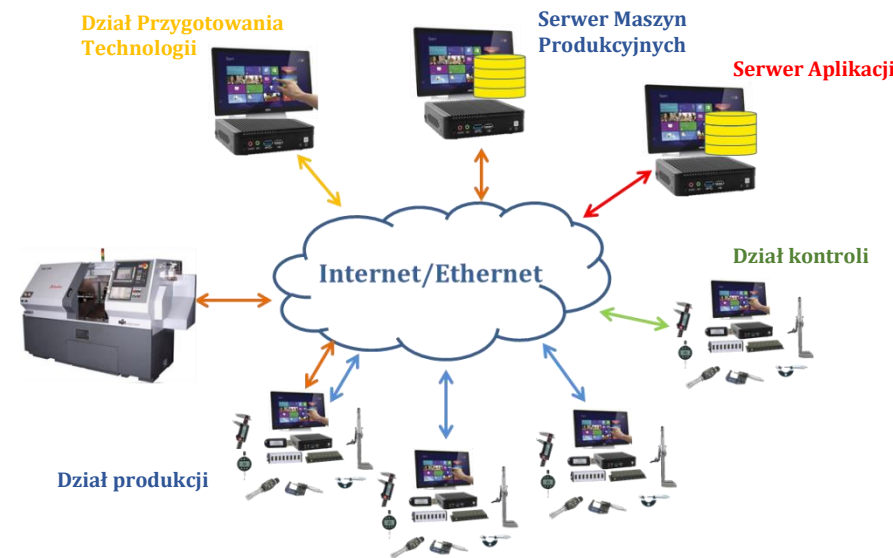 Dział Przygotowania
Technologii
Serwer Maszyn
Produkcyjnych
Serwer Aplikacji
Internet/Ethernet
Dział kontroli
Dział produkcji